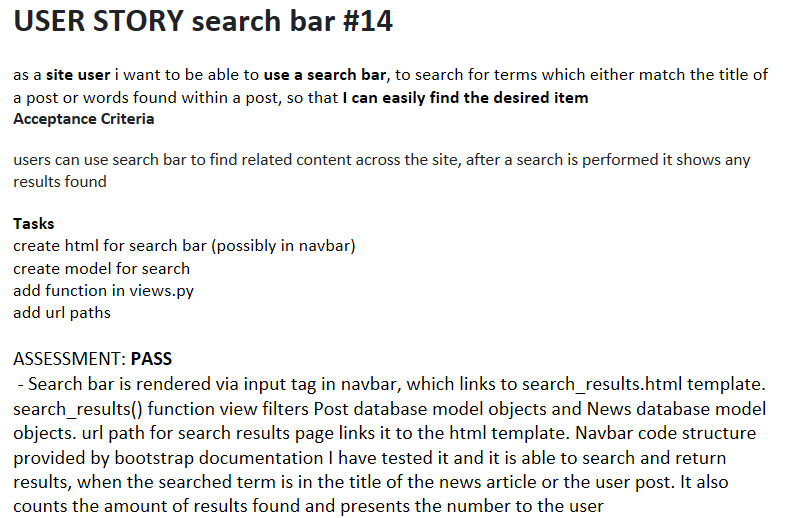 USER STORY search bar #14
as a site user i want to be able to use a search bar, to search for terms which either match the title of
a post or words found within a post, so that I can easily find the desired item
Acceptance Criteria
users can use search bar to find related content across the site, after a search is performed it shows any
results found
Tasks
create html for search bar (possibly in navbar)
create model for search
add function in views.py
add url paths
ASSESSMENT: PASS
- Search bar is rendered via input tag in navbar, which links to search_results.html template.
search_results() function view filters Post database model objects and News database model
objects. url path for search results page links it to the html template. Navbar code structure
provided by bootstrap documentation I have tested it and it is able to search and return
results, when the searched term is in the title of the news article or the user post. It also
counts the amount of results found and presents the number to the user